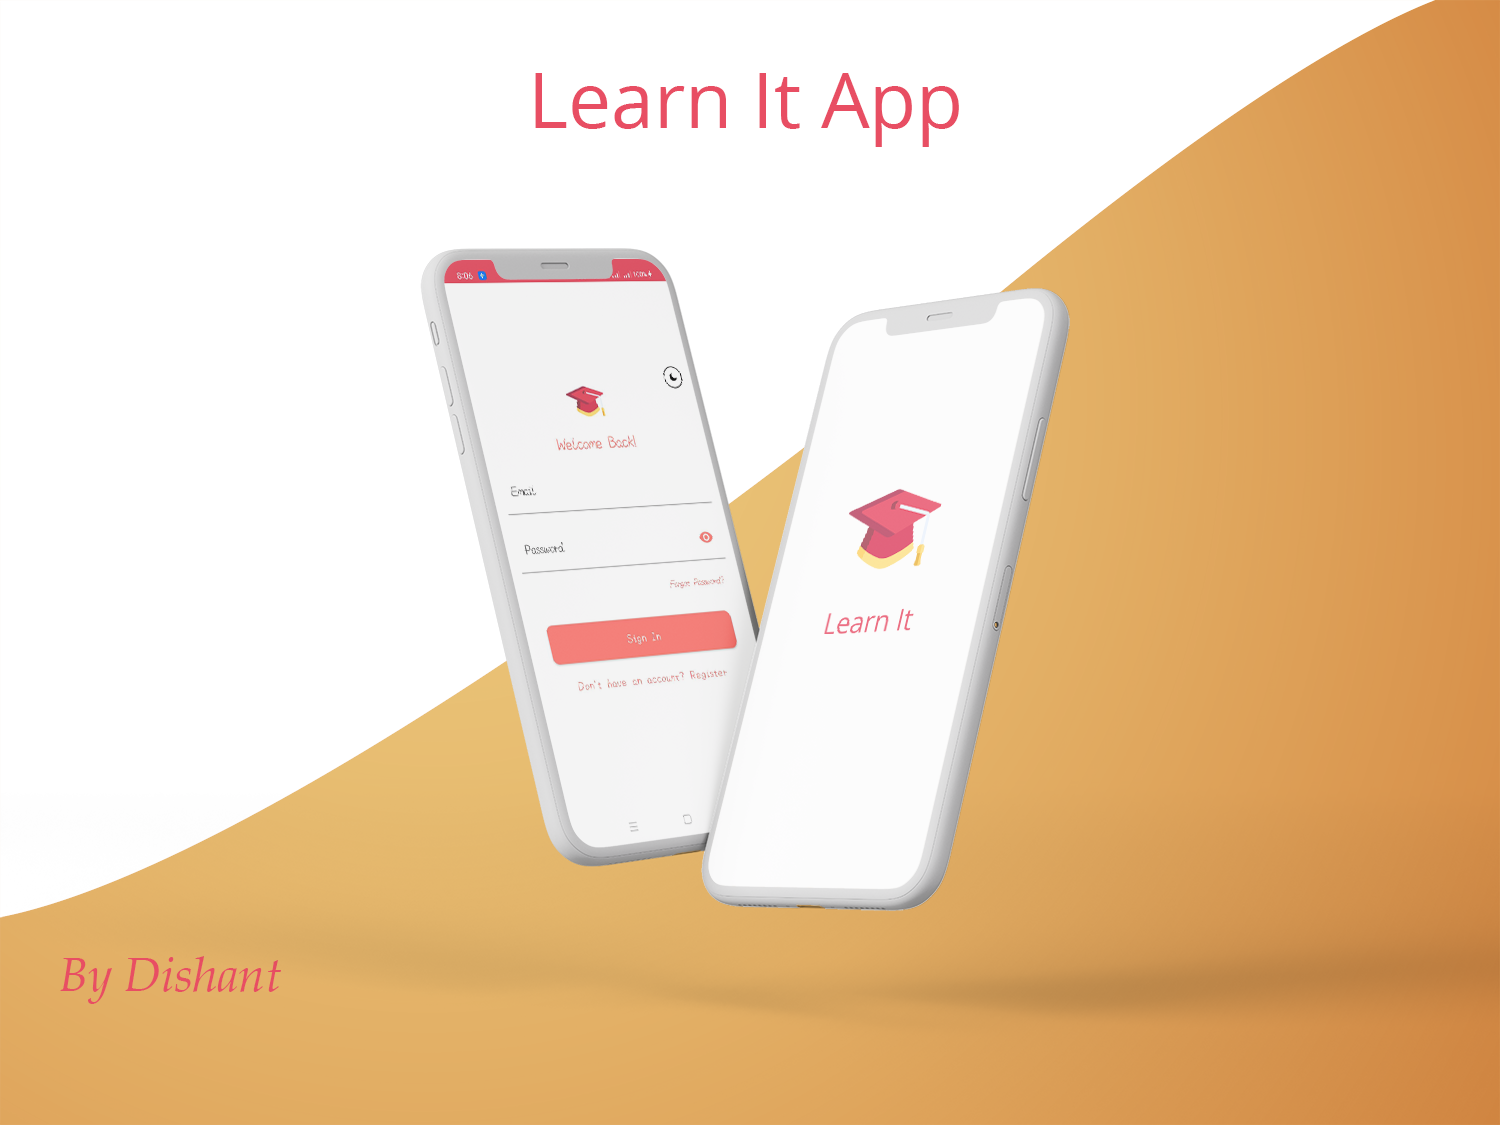 Learn It App
8:06
100%
Welcome Back!
Email
Password
Forgot Password?
Sign In
Don't have an account? Register
Learn It
By Dishant